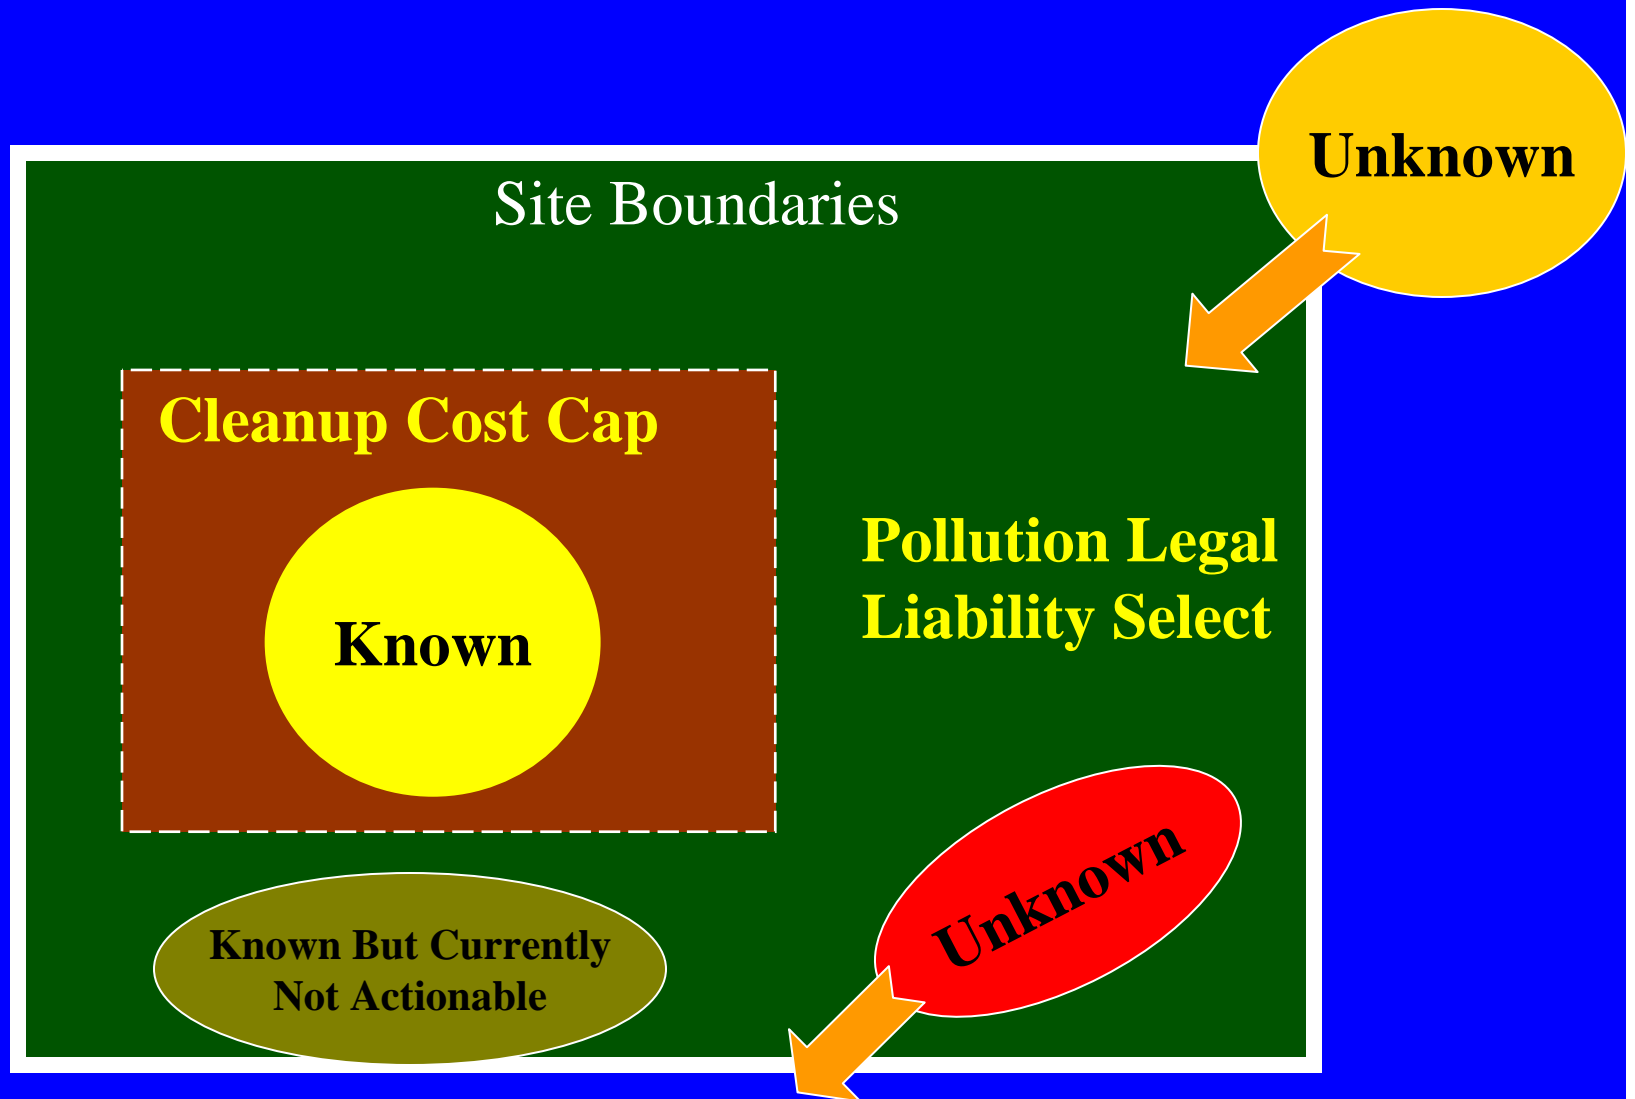 Unknown
Site Boundaries
Cleanup Cost Cap
Known
Pollution Legal
Liability Select
Unknown
Known But Currently
Not Actionable